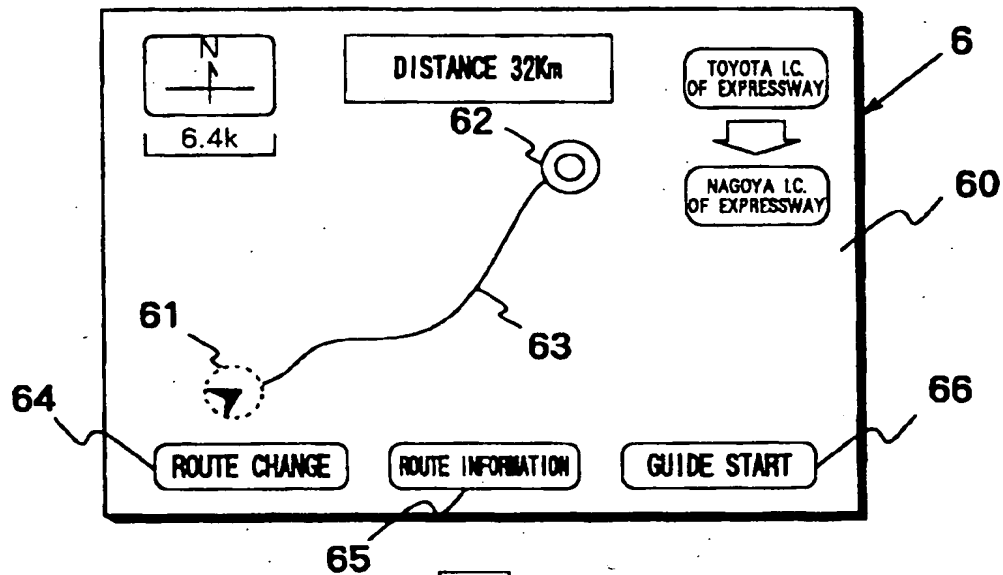 N
6.4k
DISTANCE 32Km
TOYOTA I.C.
OF EXPRESSWAY
NAGOYA I.C.
OF EXPRESSWAY
6
60
62
61
63
64
66
ROUTE CHANGE
ROUTE INFORMATION
GUIDE START
65